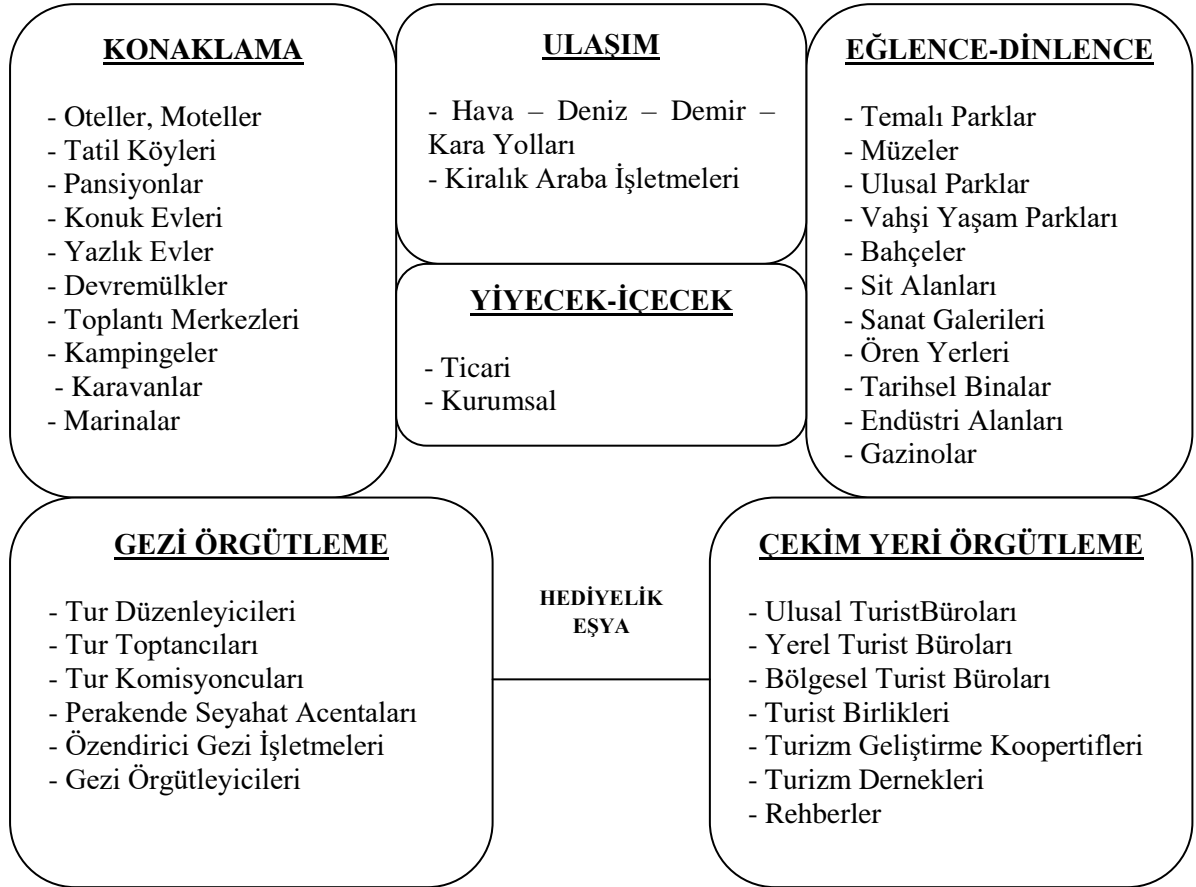 KONAKLAMA
- Oteller, Moteller
- Tatil Köyleri
- Pansiyonlar
- Konuk Evleri
- Yazlık Evler
- Devremülkler
- Toplantı Merkezleri
- Kampingeler
- Karavanlar
- Marinalar
ULAŞIM
- Hava – Deniz – Demir –
Kara Yolları
- Kiralık Araba İşletmeleri
YİYECEK-İÇECEK
- Ticari
- Kurumsal
EĞLENCE-DİNLENCE
- Temalı Parklar
- Müzeler
- Ulusal Parklar
- Vahşi Yaşam Parkları
- Bahçeler
- Sit Alanları
- Sanat Galerileri
- Ören Yerleri
- Tarihsel Binalar
- Endüstri Alanları
- Gazinolar
GEZİ ÖRGÜTLEME
- Tur Düzenleyicileri
- Tur Toptancıları
- Tur Komisyoncuları
- Perakende Seyahat Acentaları
- Özendirici Gezi İşletmeleri
- Gezi Örgütleyicileri
HEDİYELİK
EŞYA
ÇEKİM YERİ ÖRGÜTLEME
- Ulusal TuristBüroları
- Yerel Turist Büroları
- Bölgesel Turist Büroları
- Turist Birlikleri
- Turizm Geliştirme Koopertifleri
- Turizm Dernekleri
- Rehberler